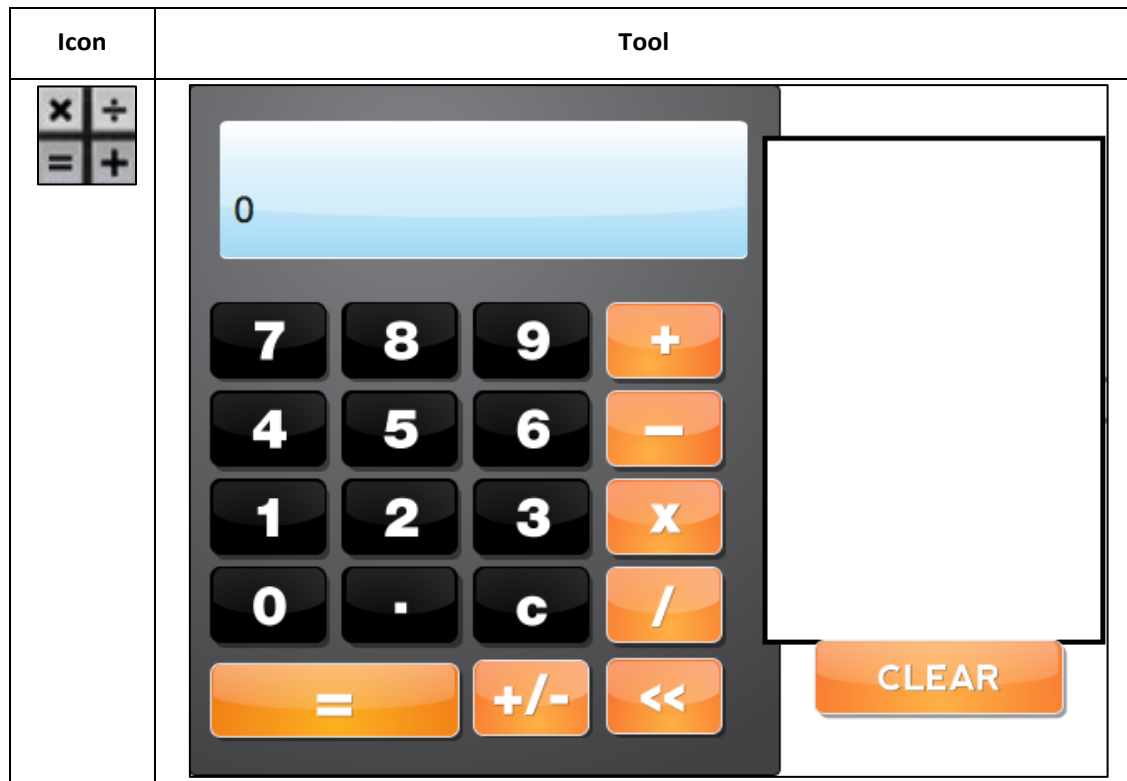 Icon Tool
× ÷
= +
0
7 8 9 +
4 5 6 −
1 2 3 x
0 . c /
= +/- <<
CLEAR